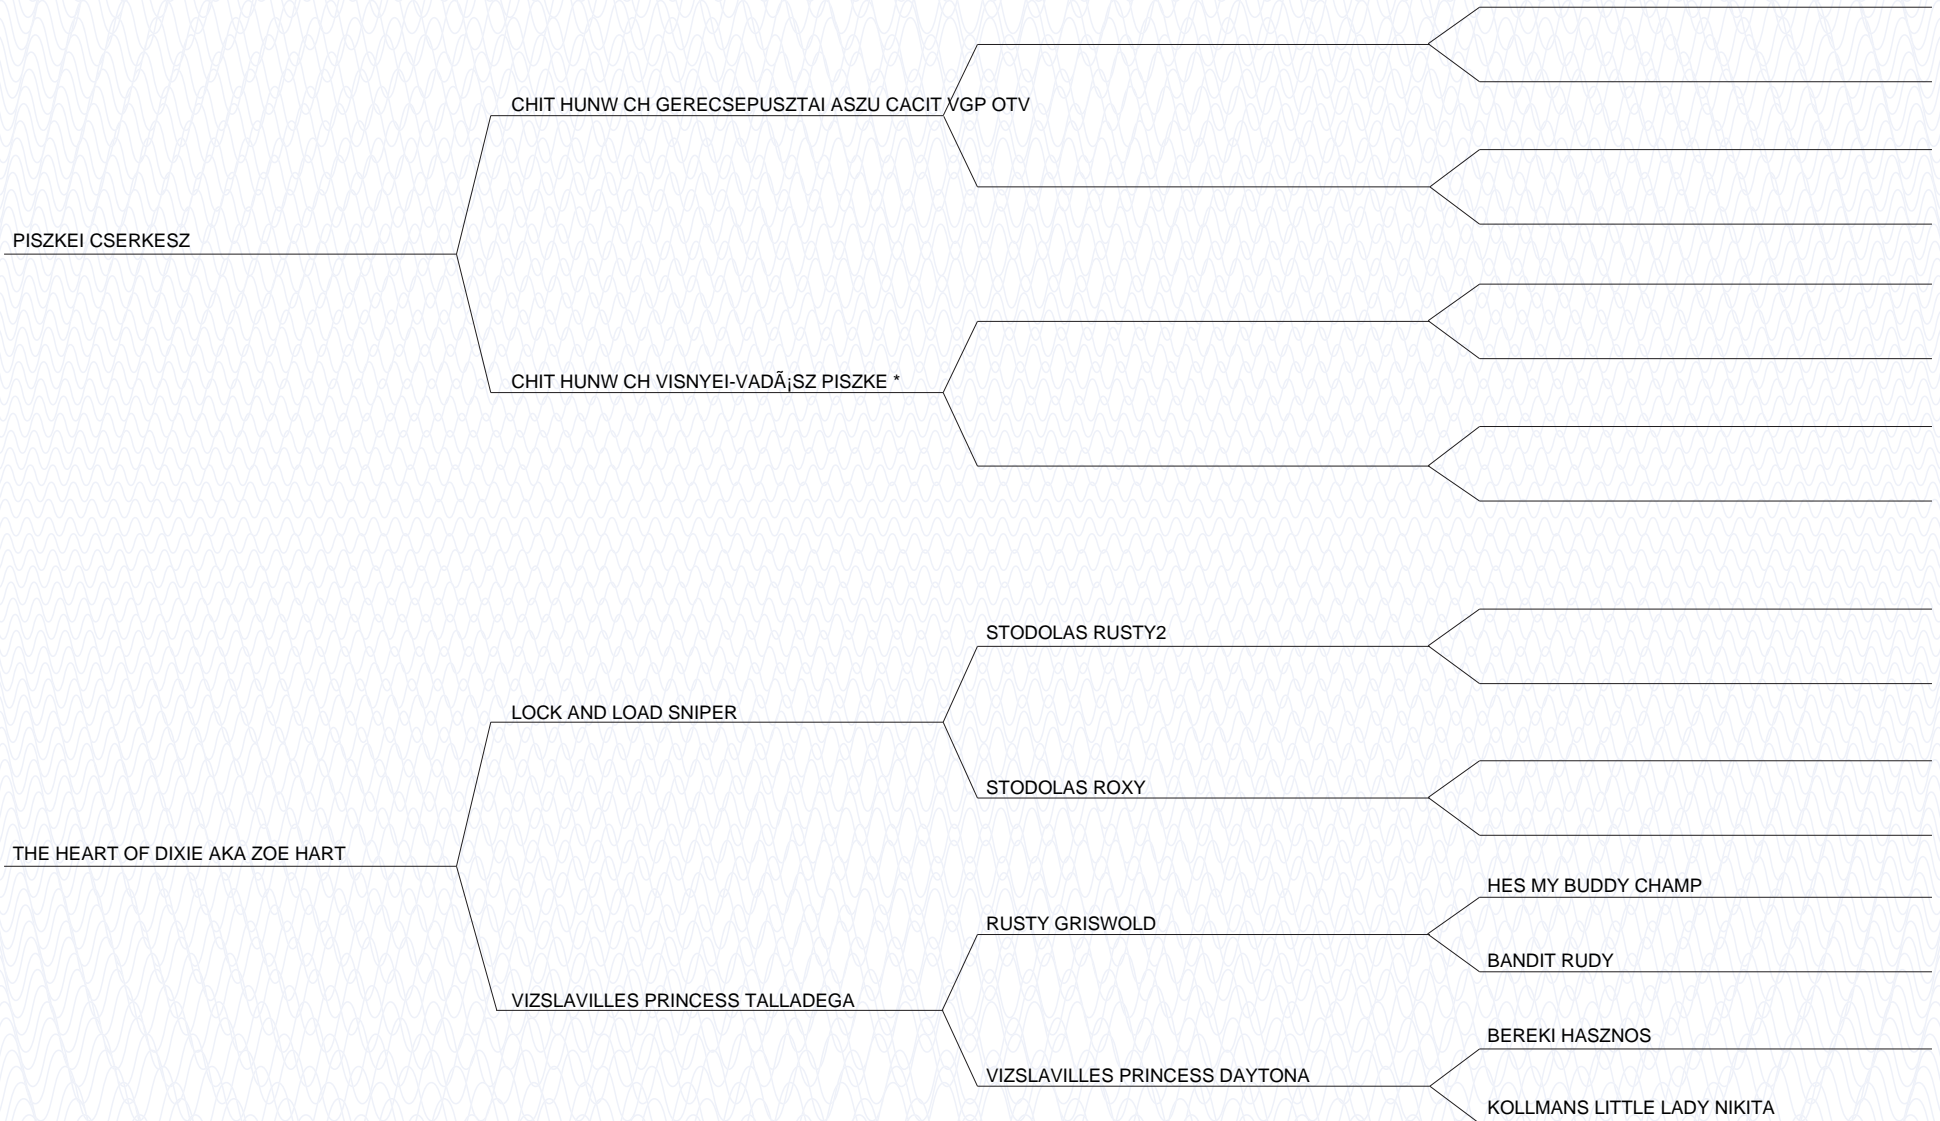 CHIT HUNW CH GERECSEPUSZTAI ASZU CACIT VGP OTV
PISZKEI CSERKESZ
CHIT HUNW CH VISNYEI-VADÃ¡SZ PISZKE *
STODOLAS RUSTY2
LOCK AND LOAD SNIPER
STODOLAS ROXY
THE HEART OF DIXIE AKA ZOE HART
HES MY BUDDY CHAMP
RUSTY GRISWOLD
BANDIT RUDY
VIZSLAVILLES PRINCESS TALLADEGA
BEREKI HASZNOS
VIZSLAVILLES PRINCESS DAYTONA
KOLLMANS LITTLE LADY NIKITA